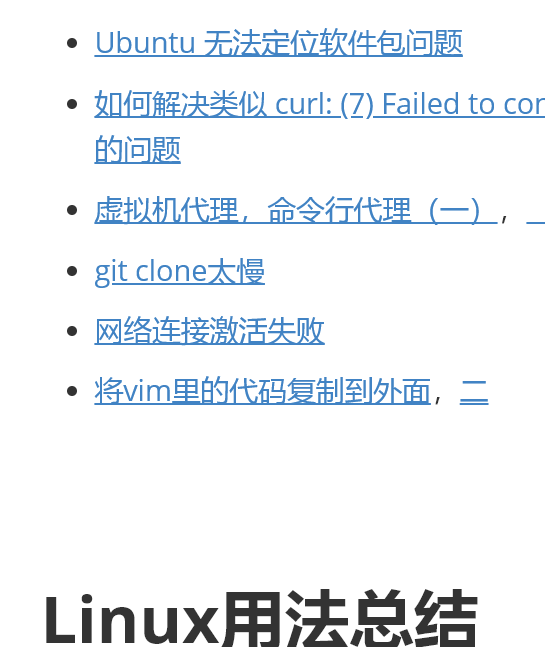 Ubuntu 无法定位软件包问题
如何解决类似 curl: (7) Failed to
的问题
虚拟机代理，命令行代理（一），
git clone太慢
网络连接激活失败
将vim里的代码复制到外面，二
Linux用法总结